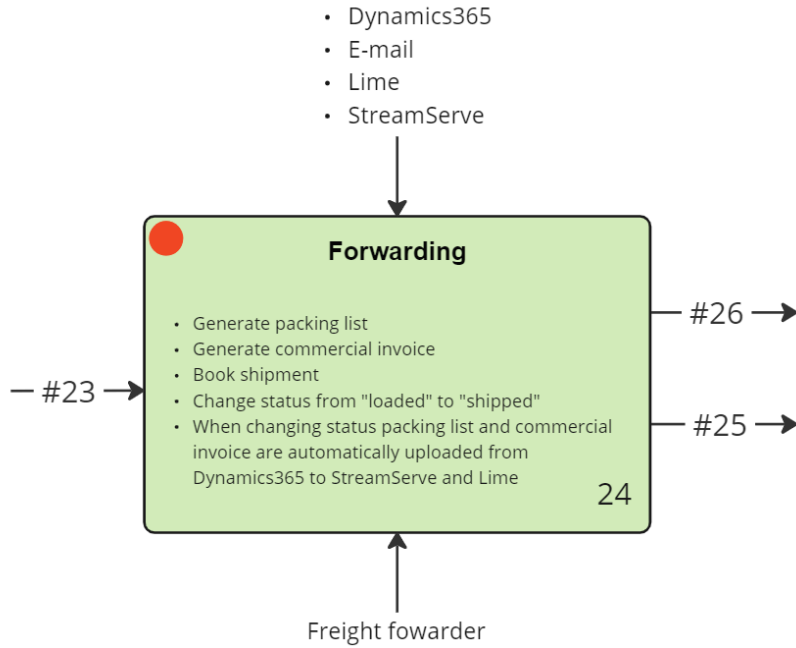 • Dynamics365
• E-mail
• Lime
• StreamServe
Forwarding
• Generate packing list
• Generate commercial invoice
• Book shipment
• Change status from "loaded" to "shipped"
• When changing status packing list and commercial
invoice are automatically uploaded from
Dynamics365 to StreamServe and Lime
24
#23
#26
#25
Freight fowarder